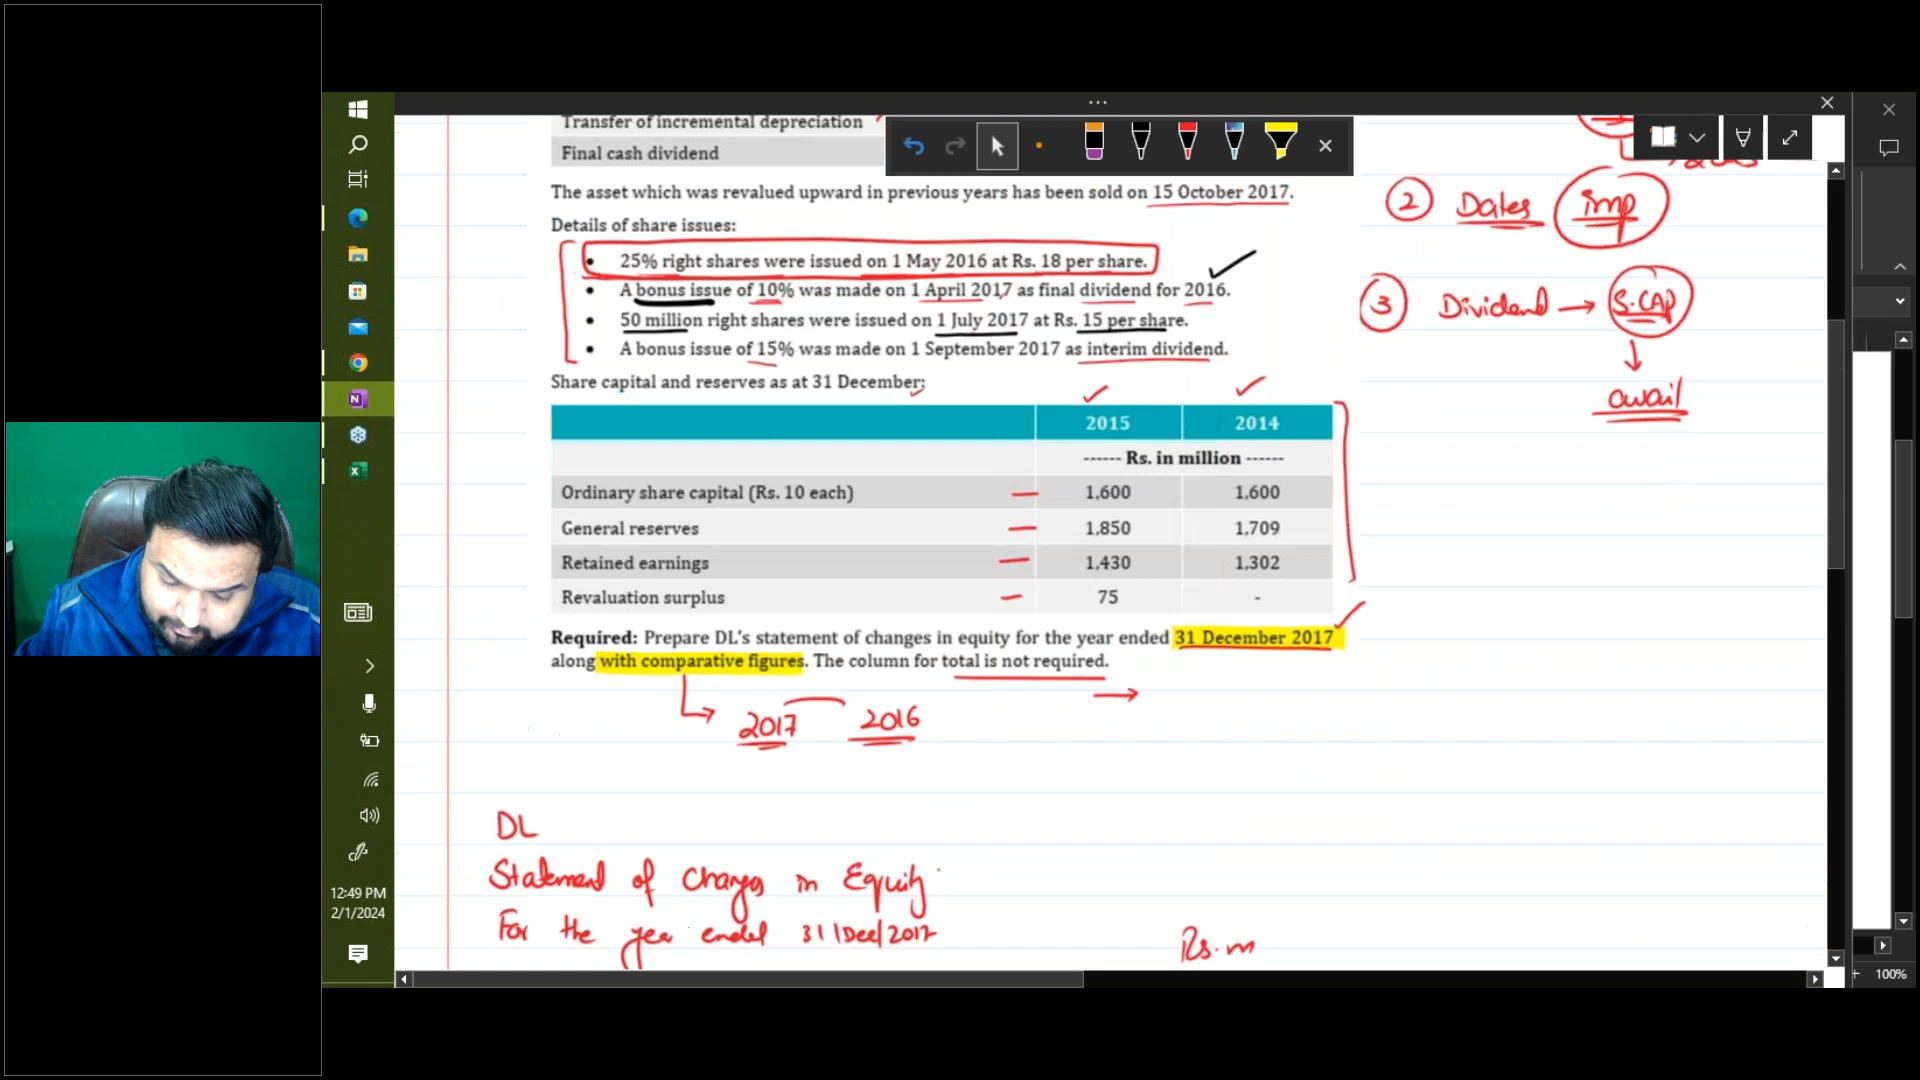 Transfer of incremental depreciation
Final cash dividend
The asset which was revalued upward in previous years has been sold on 15 October 2017.
Details of share issues:
• 25% right shares were issued on 1 May 2016 at Rs. 18 per share.
• A bonus issue of 10% was made on 1 April 2017 as final dividend for 2016.
• 50 million right shares were issued on 1 July 2017 at Rs. 15 per share.
• A bonus issue of 15% was made on 1 September 2017 as interim dividend.
Share capital and reserves as at 31 December:
2015 2014
------ Rs. in million ------
Ordinary share capital (Rs. 10 each) 1,600 1,600
General reserves 1,850 1,709
Retained earnings 1,430 1,302
Revaluation surplus 75 -
Required: Prepare DL's statement of changes in equity for the year ended 31 December 2017
along with comparative figures. The column for total is not required.
2017 2016
2 Dates imp
3 Dividend → S.CAP
avail
DL
Statement of Changes in Equity
For the year ended 31/Dec/2017
Rs. m
12:49 PM
2/1/2024
100%